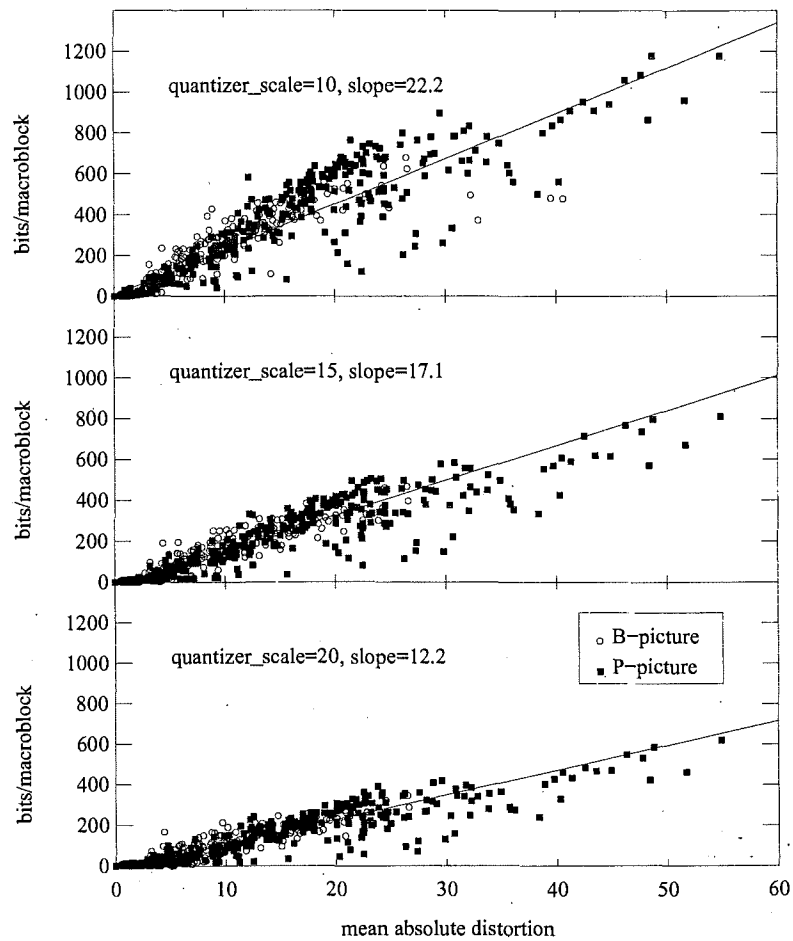 1200
1000
800
600
400
200
0
bits/macroblock
quantizer_scale=10, slope=22.2
1200
1000
800
600
400
200
0
bits/macroblock
quantizer_scale=15, slope=17.1
1200
1000
800
600
400
200
0
bits/macroblock
quantizer_scale=20, slope=12.2
B-picture
P-picture
0 10 20 30 40 50 60
mean absolute distortion